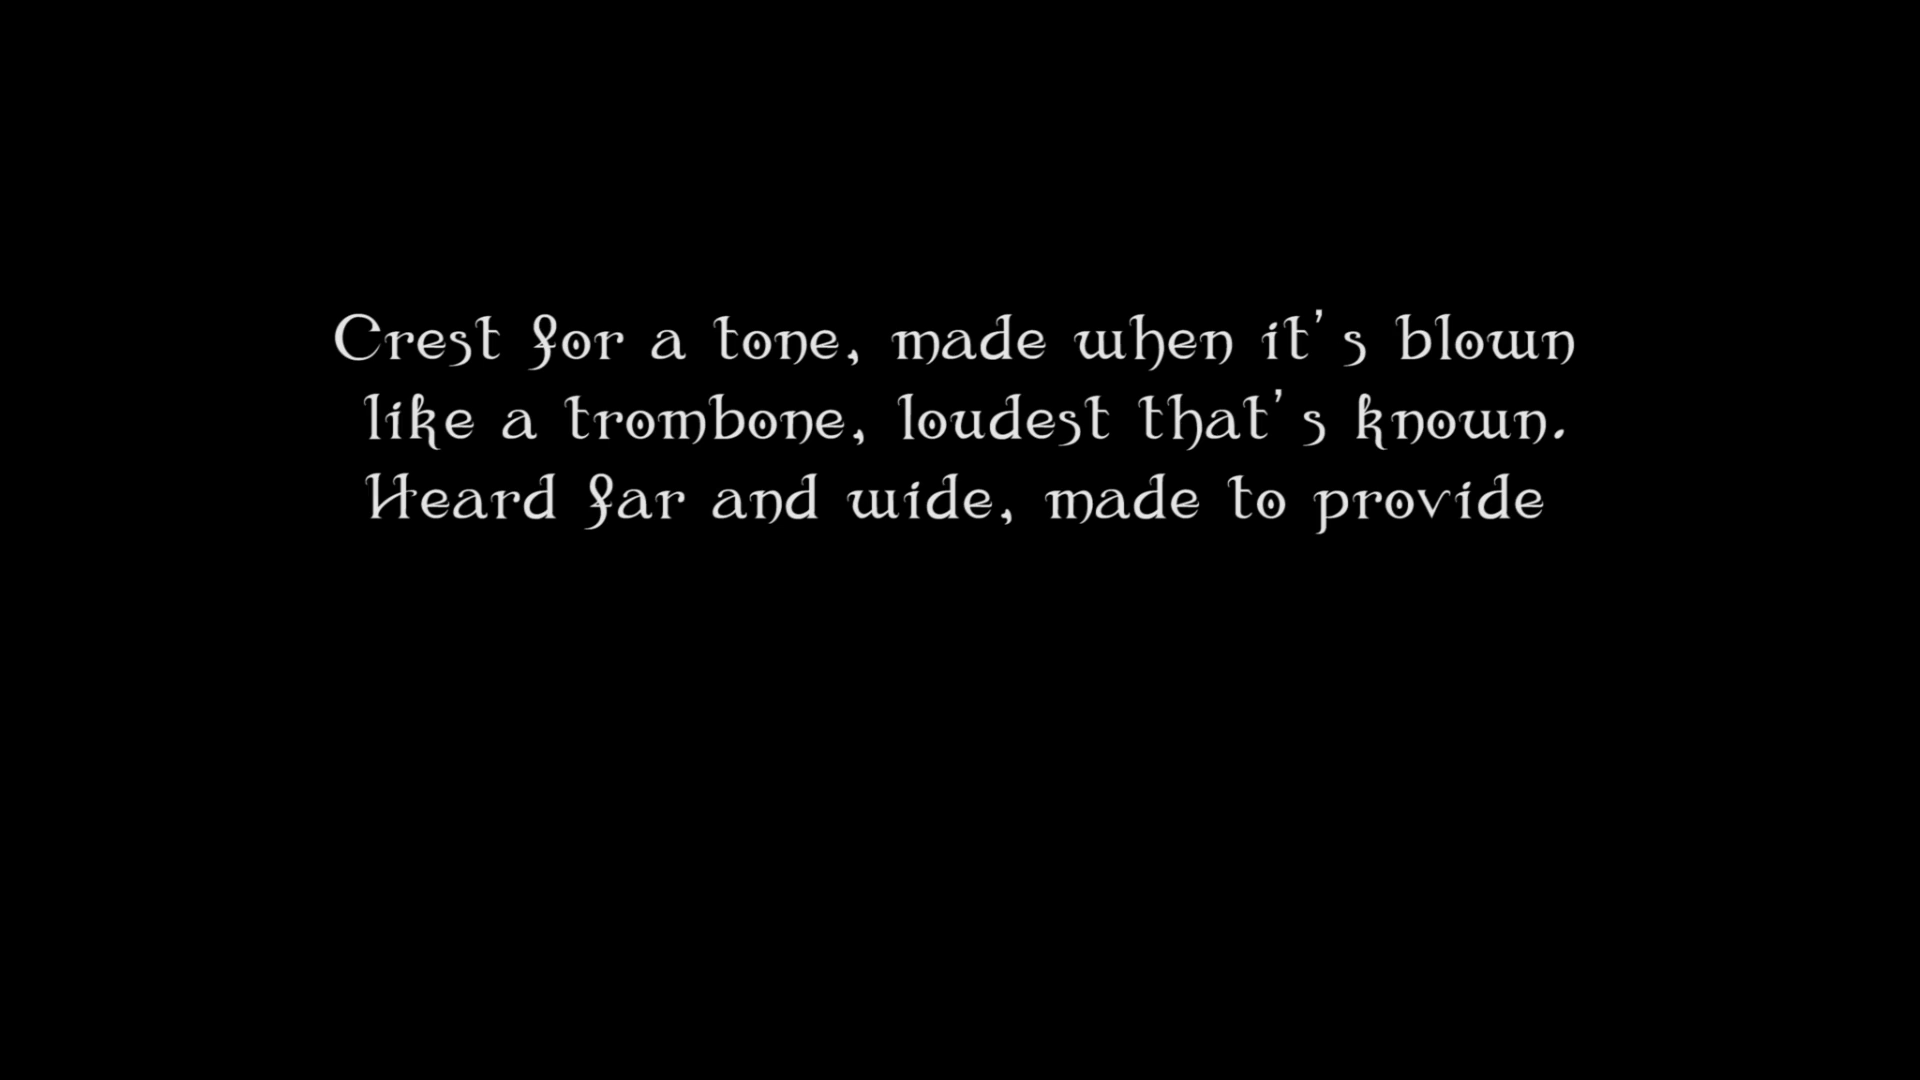 Crest for a tone, made when it's blown
like a trombone, loudest that's known.
Heard far and wide, made to provide